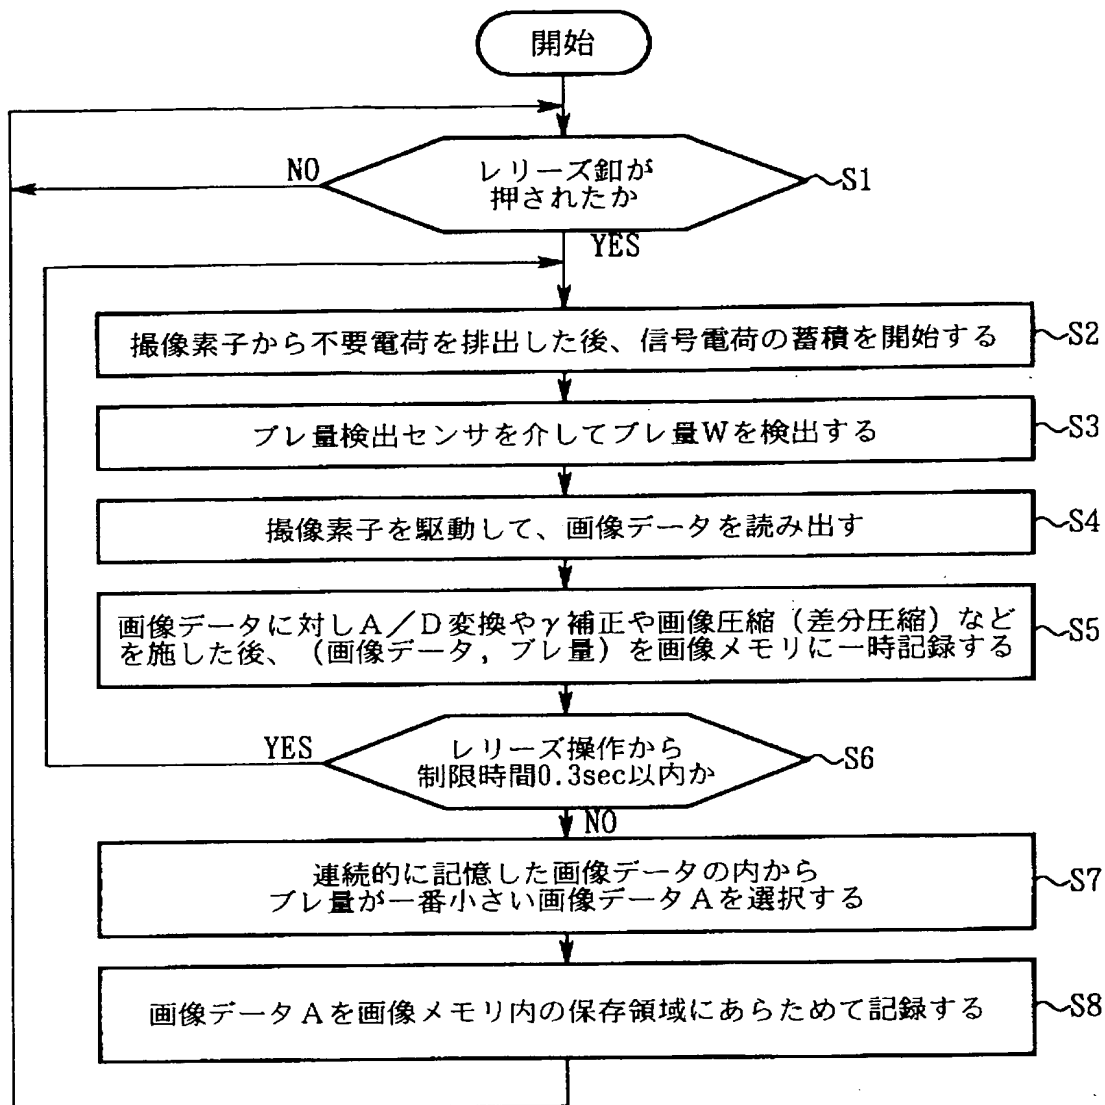 開始
NO
レリーズ釦が
押されたか
S1
YES
撮像素子から不要電荷を排出した後、信号電荷の蓄積を開始する
S2
ブレ量検出センサを介してブレ量Wを検出する
S3
撮像素子を駆動して、画像データを読み出す
S4
画像データに対しA/D変換やγ補正や画像圧縮(差分圧縮)など
を施した後、(画像データ,ブレ量)を画像メモリに一時記録する
S5
YES
レリーズ操作から
制限時間0.3sec以内か
S6
NO
連続的に記憶した画像データの内から
ブレ量が一番小さい画像データAを選択する
S7
画像データAを画像メモリ内の保存領域にあらためて記録する
S8